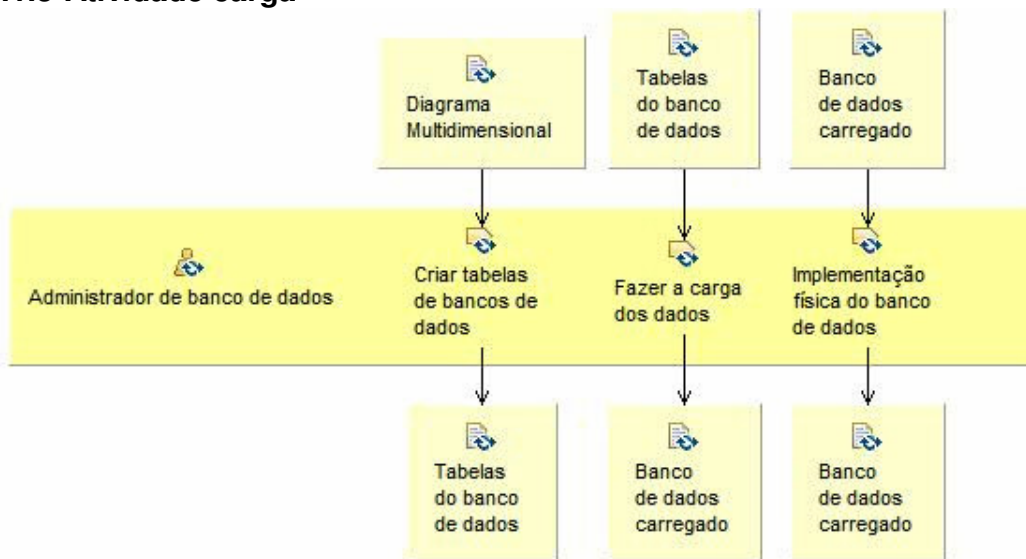 Diagrama
Multidimensional
Tabelas
do banco
de dados
Banco
de dados
carregado
Administrador de banco de dados
Criar tabelas
de bancos de
dados
Fazer a carga
dos dados
Implementação
física do banco
de dados
Tabelas
do banco
de dados
Banco
de dados
carregado
Banco
de dados
carregado